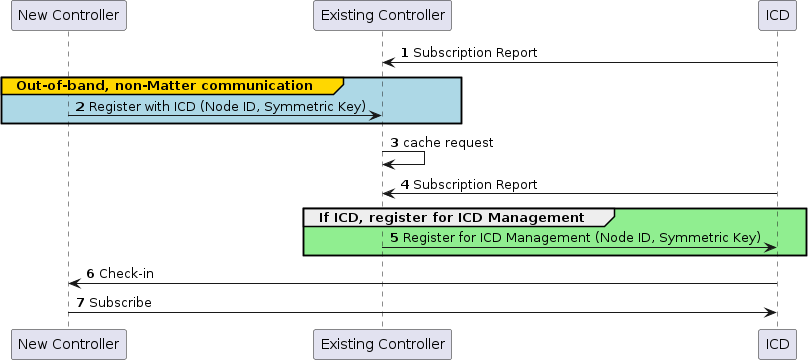 New Controller
Existing Controller
ICD
1 Subscription Report
Out-of-band, non-Matter communication
2 Register with ICD (Node ID, Symmetric Key)
3 cache request
4 Subscription Report
If ICD, register for ICD Management
5 Register for ICD Management (Node ID, Symmetric Key)
6 Check-in
7 Subscribe
New Controller
Existing Controller
ICD